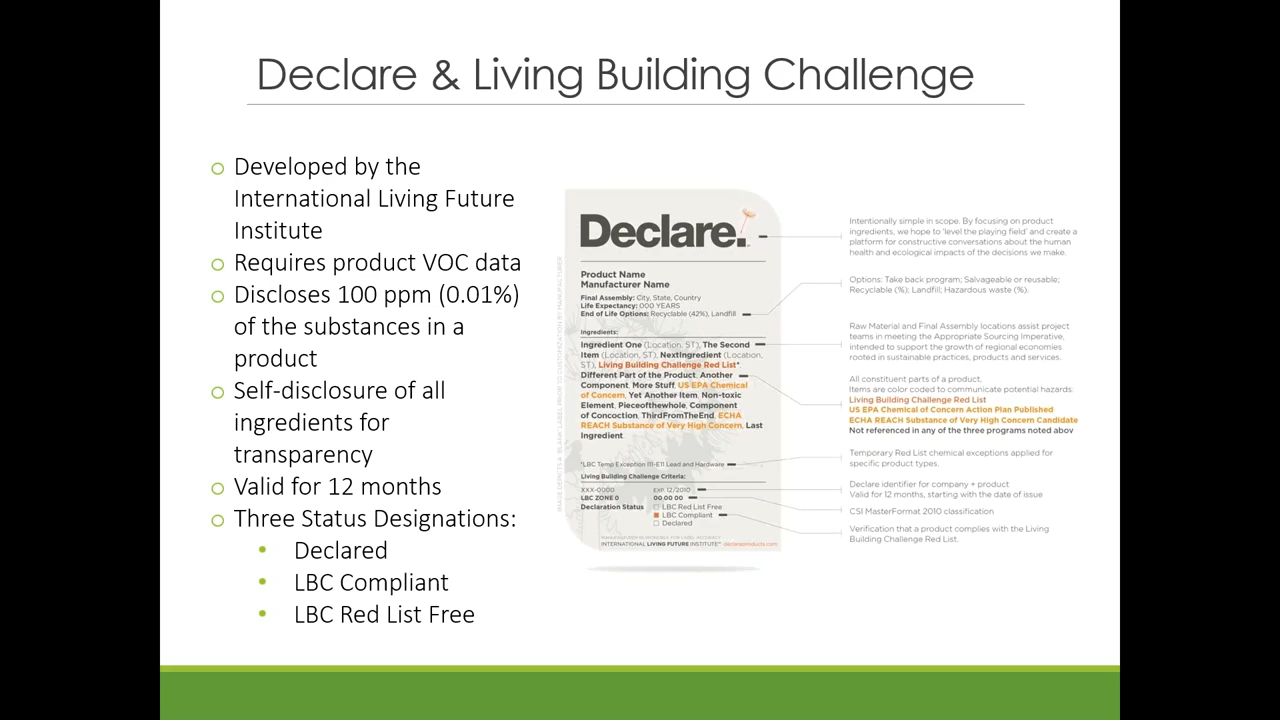 Declare & Living Building Challenge
Developed by the
International Living Future
Institute
Requires product VOC data
Discloses 100 ppm (0.01%)
of the substances in a
product
Self-disclosure of all
ingredients for
transparency
Valid for 12 months
Three Status Designations:
Declared
LBC Compliant
LBC Red List Free
IMAGE DEPICTS A BLANK LABEL PRIOR TO CUSTOMIZATION BY MANUFACTURER
Declare.
Product Name
Manufacturer Name
Final Assembly: City, State, Country
Life Expectancy: 000 YEARS
End of Life Options: Recyclable (42%), Landfill
Ingredients:
Ingredient One (Location, ST), The Second
Item (Location, ST), NextIngredient (Location,
ST), Living Building Challenge Red List*,
Different Part of the Product, Another
Component, More Stuff, US EPA Chemical
of Concern, Yet Another Item, Non-toxic
Element, Pieceofthewhole, Component
of Concoction, ThirdFromTheEnd, ECHA
REACH Substance of Very High Concern, Last
Ingredient
*LBC Temp Exception I11-E11 Lead and Hardware
Living Building Challenge Criteria:
XXX-0000 EXP. 12/2010
LBC ZONE 0 00 00 00
Declaration Status LBC Red List Free
LBC Compliant
Declared
MANUFACTURER RESPONSIBLE FOR LABEL ACCURACY
INTERNATIONAL LIVING FUTURE INSTITUTE™ declareproducts.com
Intentionally simple in scope. By focusing on product
ingredients, we hope to 'level the playing field' and create a
platform for constructive conversations about the human
health and ecological impacts of the decisions we make.
Options: Take back program; Salvageable or reusable;
Recyclable (%); Landfill; Hazardous waste (%).
Raw Material and Final Assembly locations assist project
teams in meeting the Appropriate Sourcing Imperative,
intended to support the growth of regional economies
rooted in sustainable practices, products and services.
All constituent parts of a product.
Items are color coded to communicate potential hazards:
Living Building Challenge Red List
US EPA Chemical of Concern Action Plan Published
ECHA REACH Substance of Very High Concern Candidate
Not referenced in any of the three programs noted abov
Temporary Red List chemical exceptions applied for
specific product types.
Declare identifier for company + product
Valid for 12 months, starting with the date of issue
CSI MasterFormat 2010 classification
Verification that a product complies with the Living
Building Challenge Red List.